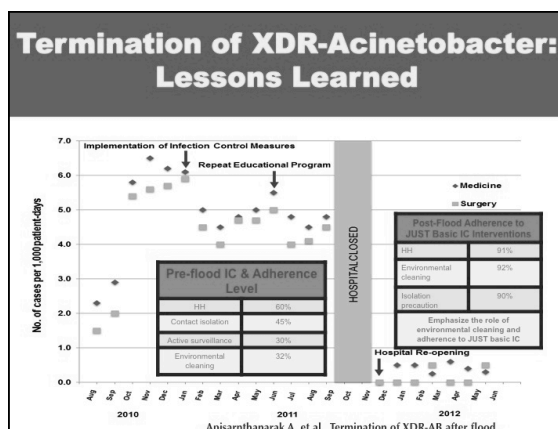 Termination of XDR-Acinetobacter:
Lessons Learned
7.0
6.0
5.0
4.0
3.0
2.0
1.0
0.0
No. of cases per 1,000 patient-days
Implementation of Infection Control Measures
Repeat Educational Program
Medicine
Surgery
HOSPITAL CLOSED
Pre-flood IC & Adherence
Level
HH 60%
Contact isolation 45%
Active surveillance 30%
Environmental
cleaning 32%
Post-Flood Adherence to
JUST Basic IC Interventions
HH 91%
Environmental
cleaning 92%
Isolation
precaution 90%
Emphasize the role of
environmental cleaning and
adherence to JUST basic IC
Hospital Re-opening
Aug Sep Oct Nov Dec Jan Feb Mar Apr May Jun Jul Aug Sep Oct Nov Dec Jan Feb Mar Apr May Jun
2010 2011 2012
Apisarnthanarak A, et al. Termination of XDR-AB after flood